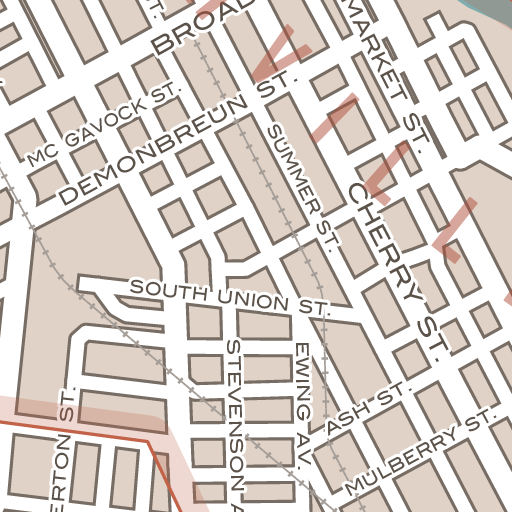 ST.
BROAD
MARKET ST.
MC GAVOCK ST.
DEMONBREUN ST.
SUMMER ST.
CHERRY ST.
SOUTH UNION ST.
STEVENSON A
EWING AV.
ASH ST.
MULBERRY ST.
ERTON ST.